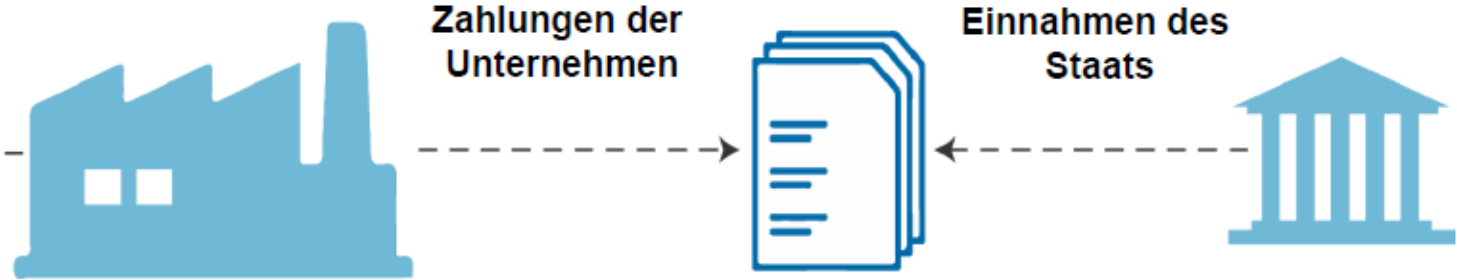 Zahlungen der
Unternehmen
Einnahmen des
Staats